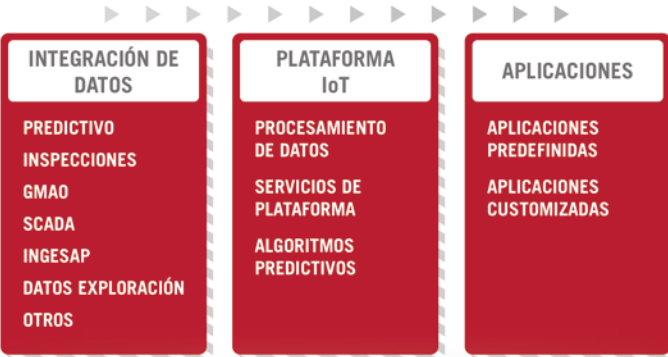 INTEGRACIÓN DE
DATOS
PREDICTIVO
INSPECCIONES
GMAO
SCADA
INGESAP
DATOS EXPLORACIÓN
OTROS
PLATAFORMA
IoT
PROCESAMIENTO
DE DATOS
SERVICIOS DE
PLATAFORMA
ALGORITMOS
PREDICTIVOS
APLICACIONES
APLICACIONES
PREDEFINIDAS
APLICACIONES
CUSTOMIZADAS